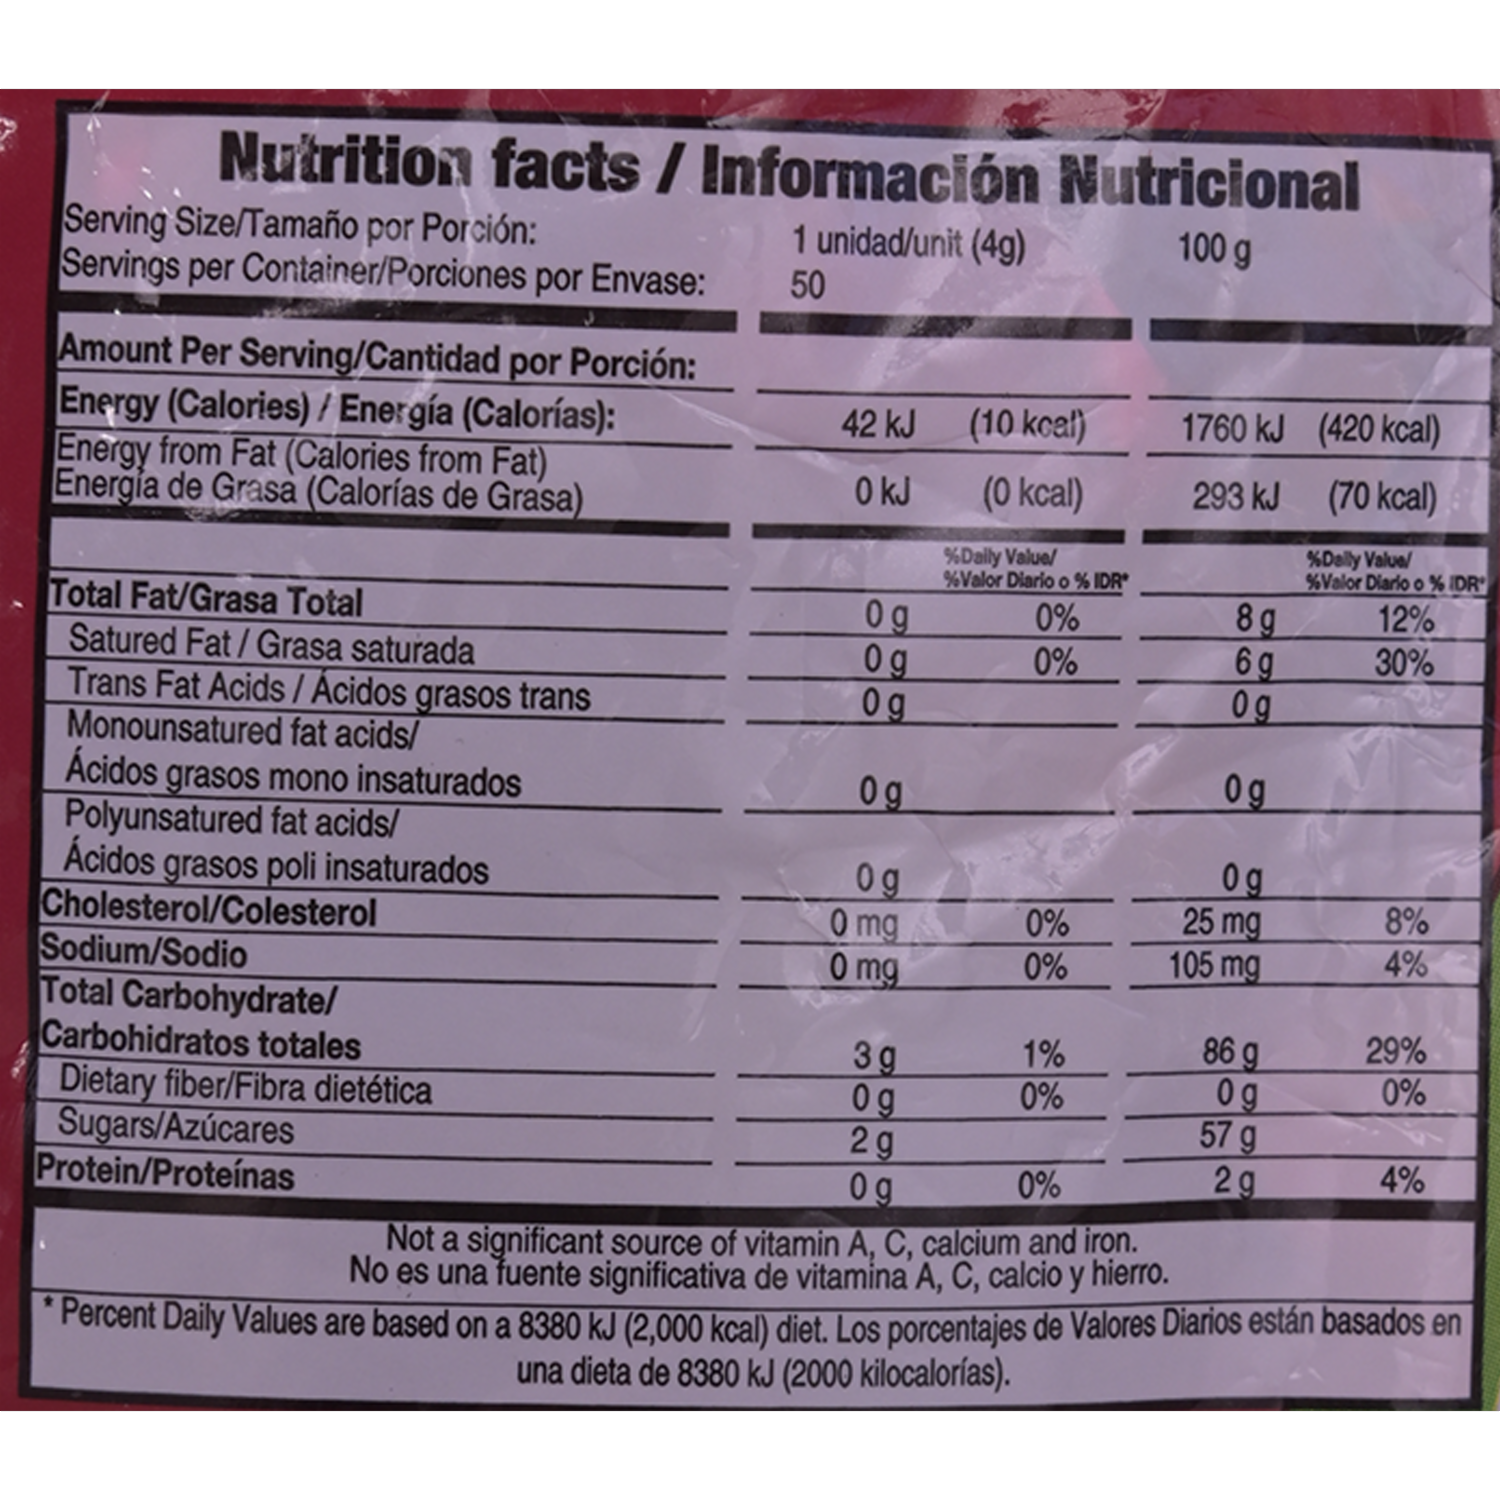 Nutrition facts / Información Nutricional
Serving Size/Tamaño por Porción: 1 unidad/unit (4g) 100 g
Servings per Container/Porciones por Envase: 50
Amount Per Serving/Cantidad por Porción:
Energy (Calories) / Energía (Calorías): 42 kJ (10 kcal) 1760 kJ (420 kcal)
Energy from Fat (Calories from Fat)
Energía de Grasa (Calorías de Grasa) 0 kJ (0 kcal) 293 kJ (70 kcal)
%Daily Value/ %Daily Value/
%Valor Diario o % IDR* %Valor Diario o % IDR*
Total Fat/Grasa Total 0 g 0% 8 g 12%
Satured Fat / Grasa saturada 0 g 0% 6 g 30%
Trans Fat Acids / Ácidos grasos trans 0 g 0 g
Monounsatured fat acids/
Ácidos grasos mono insaturados 0 g 0 g
Polyunsatured fat acids/
Ácidos grasos poli insaturados 0 g 0 g
Cholesterol/Colesterol 0 mg 0% 25 mg 8%
Sodium/Sodio 0 mg 0% 105 mg 4%
Total Carbohydrate/
Carbohidratos totales 3 g 1% 86 g 29%
Dietary fiber/Fibra dietética 0 g 0% 0 g 0%
Sugars/Azúcares 2 g 57 g
Protein/Proteínas 0 g 0% 2 g 4%
Not a significant source of vitamin A, C, calcium and iron.
No es una fuente significativa de vitamina A, C, calcio y hierro.
* Percent Daily Values are based on a 8380 kJ (2,000 kcal) diet. Los porcentajes de Valores Diarios están basados en
una dieta de 8380 kJ (2000 kilocalorías).